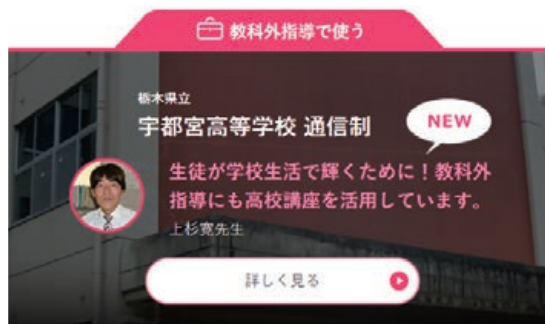 教科外指導で使う
栃木県立
宇都宮高等学校 通信制
NEW
生徒が学校生活で輝くために！教科外
指導にも高校講座を活用しています。
上杉寛先生
詳しく見る